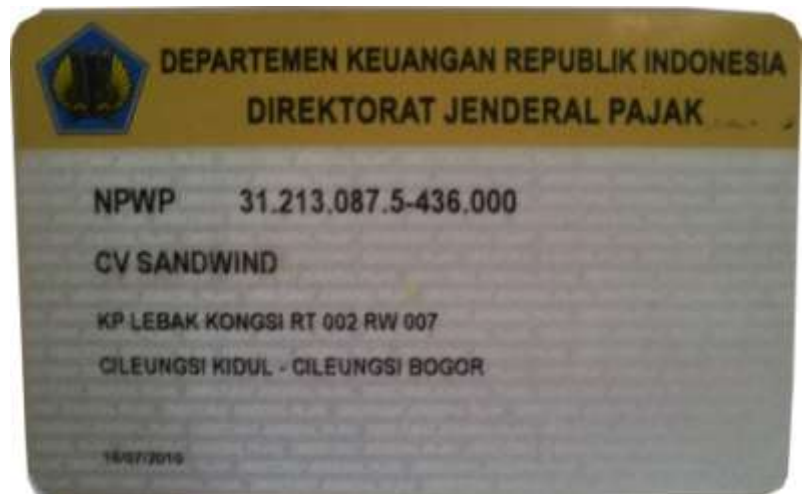 DEPARTEMEN KEUANGAN REPUBLIK INDONESIA
DIREKTORAT JENDERAL PAJAK
NPWP 31.213.087.5-436.000
CV SANDWIND
KP LEBAK KONGSI RT 002 RW 007
CILEUNGSI KIDUL - CILEUNGSI BOGOR